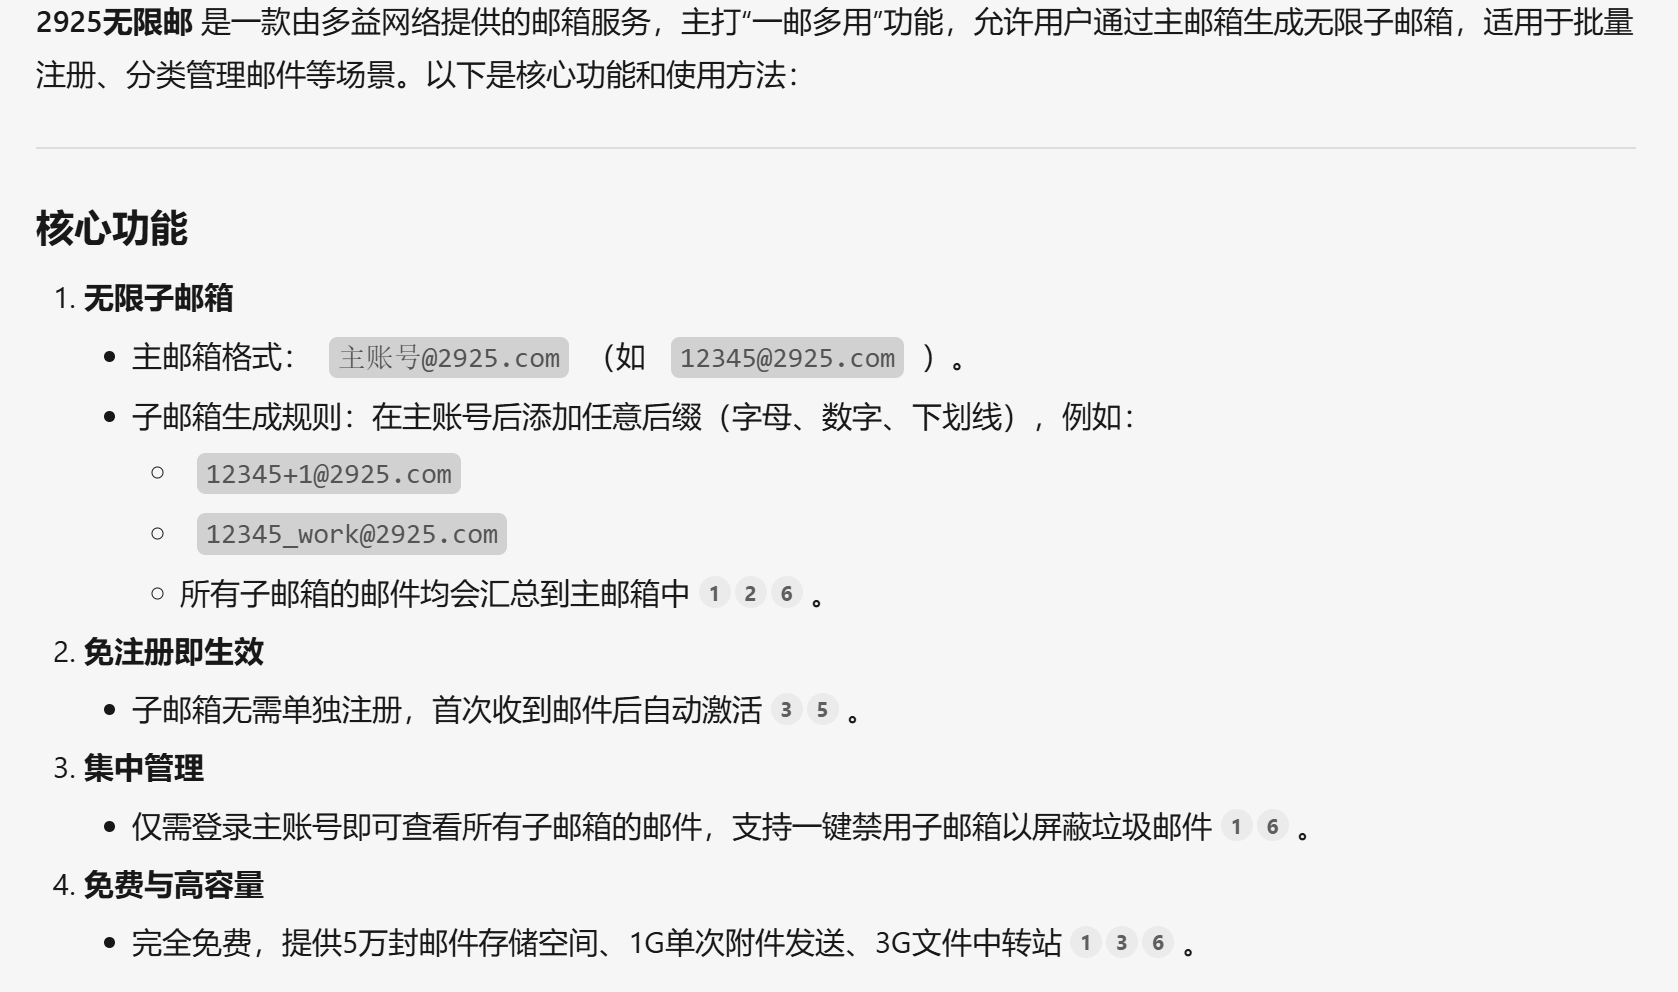 2925无限邮 是一款由多益网络提供的邮箱服务，主打“一邮多用”功能，允许用户通过主邮箱生成无限子邮箱，适用于批量
注册、分类管理邮件等场景。以下是核心功能和使用方法：
核心功能
1. 无限子邮箱
• 主邮箱格式： 主账号@2925.com （如 12345@2925.com ）。
• 子邮箱生成规则：在主账号后添加任意后缀（字母、数字、下划线），例如：
○ 12345+1@2925.com
○ 12345_work@2925.com
○ 所有子邮箱的邮件均会汇总到主邮箱中 1 2 6 。
2. 免注册即生效
• 子邮箱无需单独注册，首次收到邮件后自动激活 3 5 。
3. 集中管理
• 仅需登录主账号即可查看所有子邮箱的邮件，支持一键禁用子邮箱以屏蔽垃圾邮件 1 6 。
4. 免费与高容量
• 完全免费，提供5万封邮件存储空间、1G单次附件发送、3G文件中转站 1 3 6 。